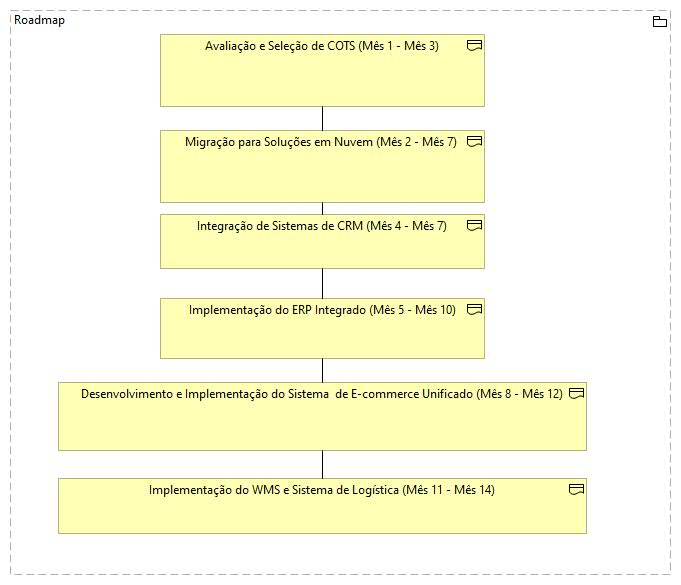 Roadmap
Avaliação e Seleção de COTS (Mês 1 - Mês 3)
Migração para Soluções em Nuvem (Mês 2 - Mês 7)
Integração de Sistemas de CRM (Mês 4 - Mês 7)
Implementação do ERP Integrado (Mês 5 - Mês 10)
Desenvolvimento e Implementação do Sistema  de E-commerce Unificado (Mês 8 - Mês 12)
Implementação do WMS e Sistema de Logística (Mês 11 - Mês 14)